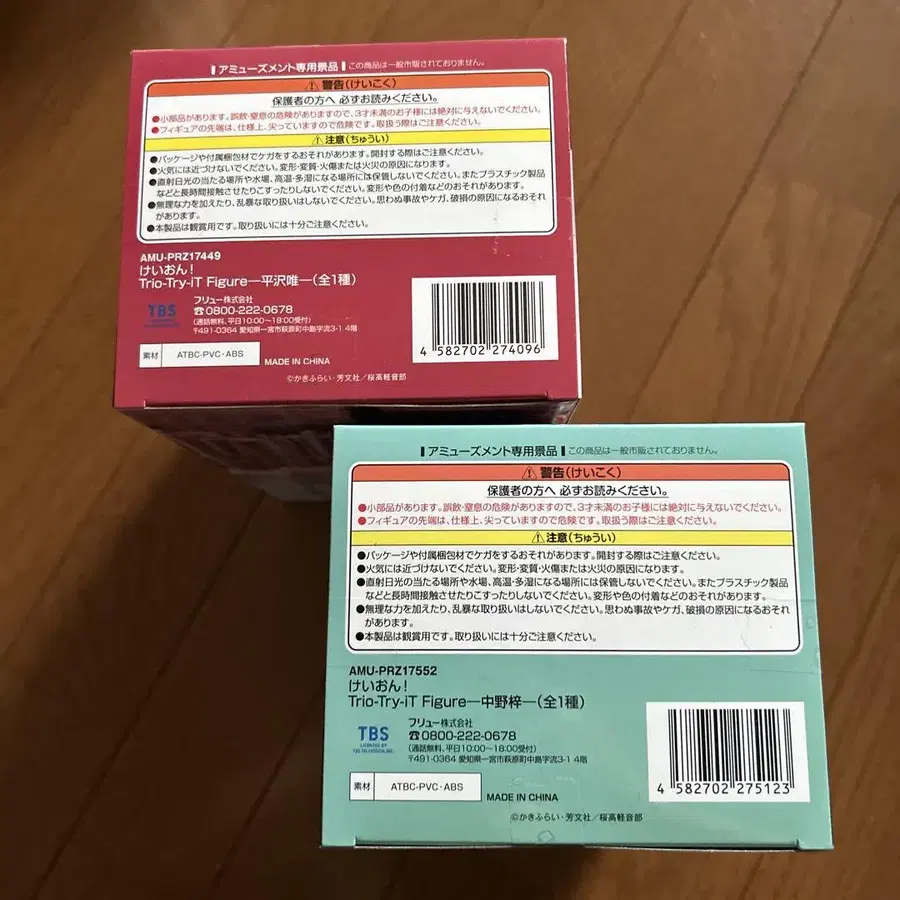 アミューズメント専用景品 この商品は一般市販されておりません。
⚠警告(けいこく)
保護者の方へ 必ずお読みください。
●小部品があります。誤飲・窒息の危険がありますので、3才未満のお子様には絶対に与えないでください。
●フィギュアの先端は、仕様上、尖っていますので危険です。取扱う際はご注意ください。
⚠注意(ちゅうい)
●パッケージや付属梱包材でケガをするおそれがあります。開封する際はご注意ください。
●火気には近づけないでください。変形・変質・火傷または火災の原因になります。
●直射日光の当たる場所や水場、高温・多湿になる場所には保管しないでください。またプラスチック製品
などと長時間接触させたりこすったりしないでください。変形や色の付着などのおそれがあります。
●無理な力を加えたり、乱暴な取り扱いはしないでください。思わぬ事故やケガ、破損の原因になるおそれ
があります。
●本製品は観賞用です。取り扱いには十分ご注意ください。
AMU-PRZ17449
けいおん!
Trio-Try-iT Figure―平沢唯―(全1種)
TBS
フリュー株式会社
☎0800-222-0678
(通話無料、平日10:00~18:00受付)
〒491-0364 愛知県一宮市萩原町中島字流3-1 4階
素材 ATBC-PVC・ABS
MADE IN CHINA
4 582702 274096
©かきふらい・芳文社/桜高軽音部
アミューズメント専用景品 この商品は一般市販されておりません。
⚠警告(けいこく)
保護者の方へ 必ずお読みください。
●小部品があります。誤飲・窒息の危険がありますので、3才未満のお子様には絶対に与えないでください。
●フィギュアの先端は、仕様上、尖っていますので危険です。取扱う際はご注意ください。
⚠注意(ちゅうい)
●パッケージや付属梱包材でケガをするおそれがあります。開封する際はご注意ください。
●火気には近づけないでください。変形・変質・火傷または火災の原因になります。
●直射日光の当たる場所や水場、高温・多湿になる場所には保管しないでください。またプラスチック製品
などと長時間接触させたりこすったりしないでください。変形や色の付着などのおそれがあります。
●無理な力を加えたり、乱暴な取り扱いはしないでください。思わぬ事故やケガ、破損の原因になるおそれ
があります。
●本製品は観賞用です。取り扱いには十分ご注意ください。
AMU-PRZ17552
けいおん!
Trio-Try-iT Figure―中野梓―(全1種)
TBS
LICENSED BY
TBS TELEVISION, INC.
フリュー株式会社
☎0800-222-0678
(通話無料、平日10:00~18:00受付)
〒491-0364 愛知県一宮市萩原町中島字流3-1 4階
素材 ATBC-PVC・ABS
MADE IN CHINA
4 582702 275123
©かきふらい・芳文社/桜高軽音部